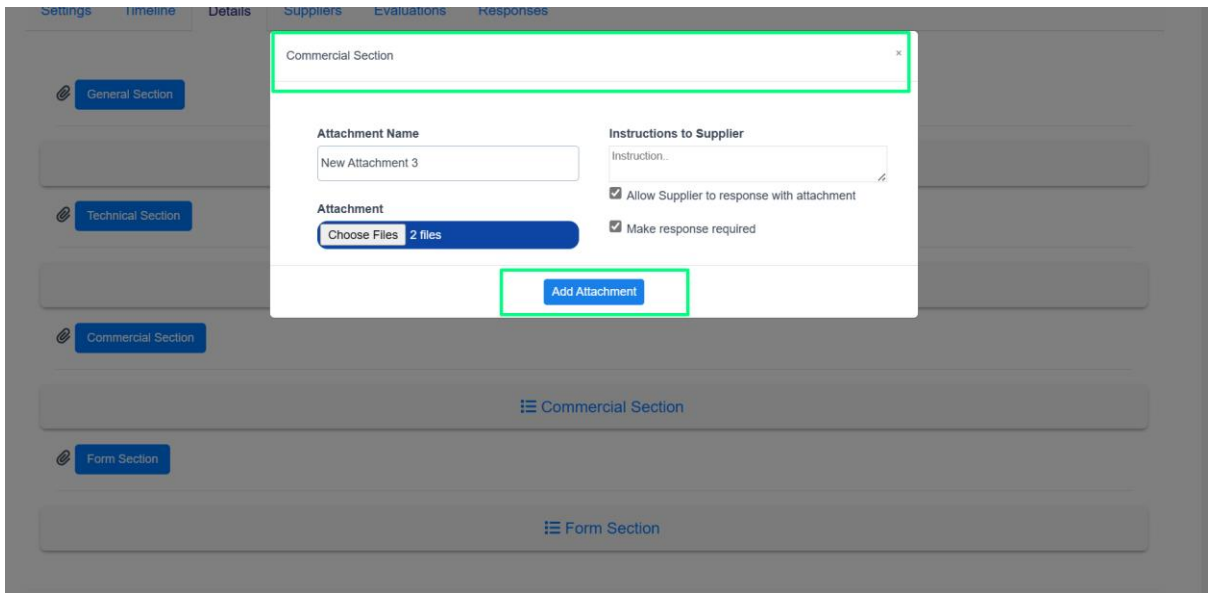 Settings Timeline Details Suppliers Evaluations Responses
Commercial Section ×
General Section
Attachment Name
New Attachment 3
Instructions to Supplier
Instruction..
Allow Supplier to response with attachment
Make response required
Attachment
Choose Files 2 files
Technical Section
Add Attachment
Commercial Section
Commercial Section
Form Section
Form Section